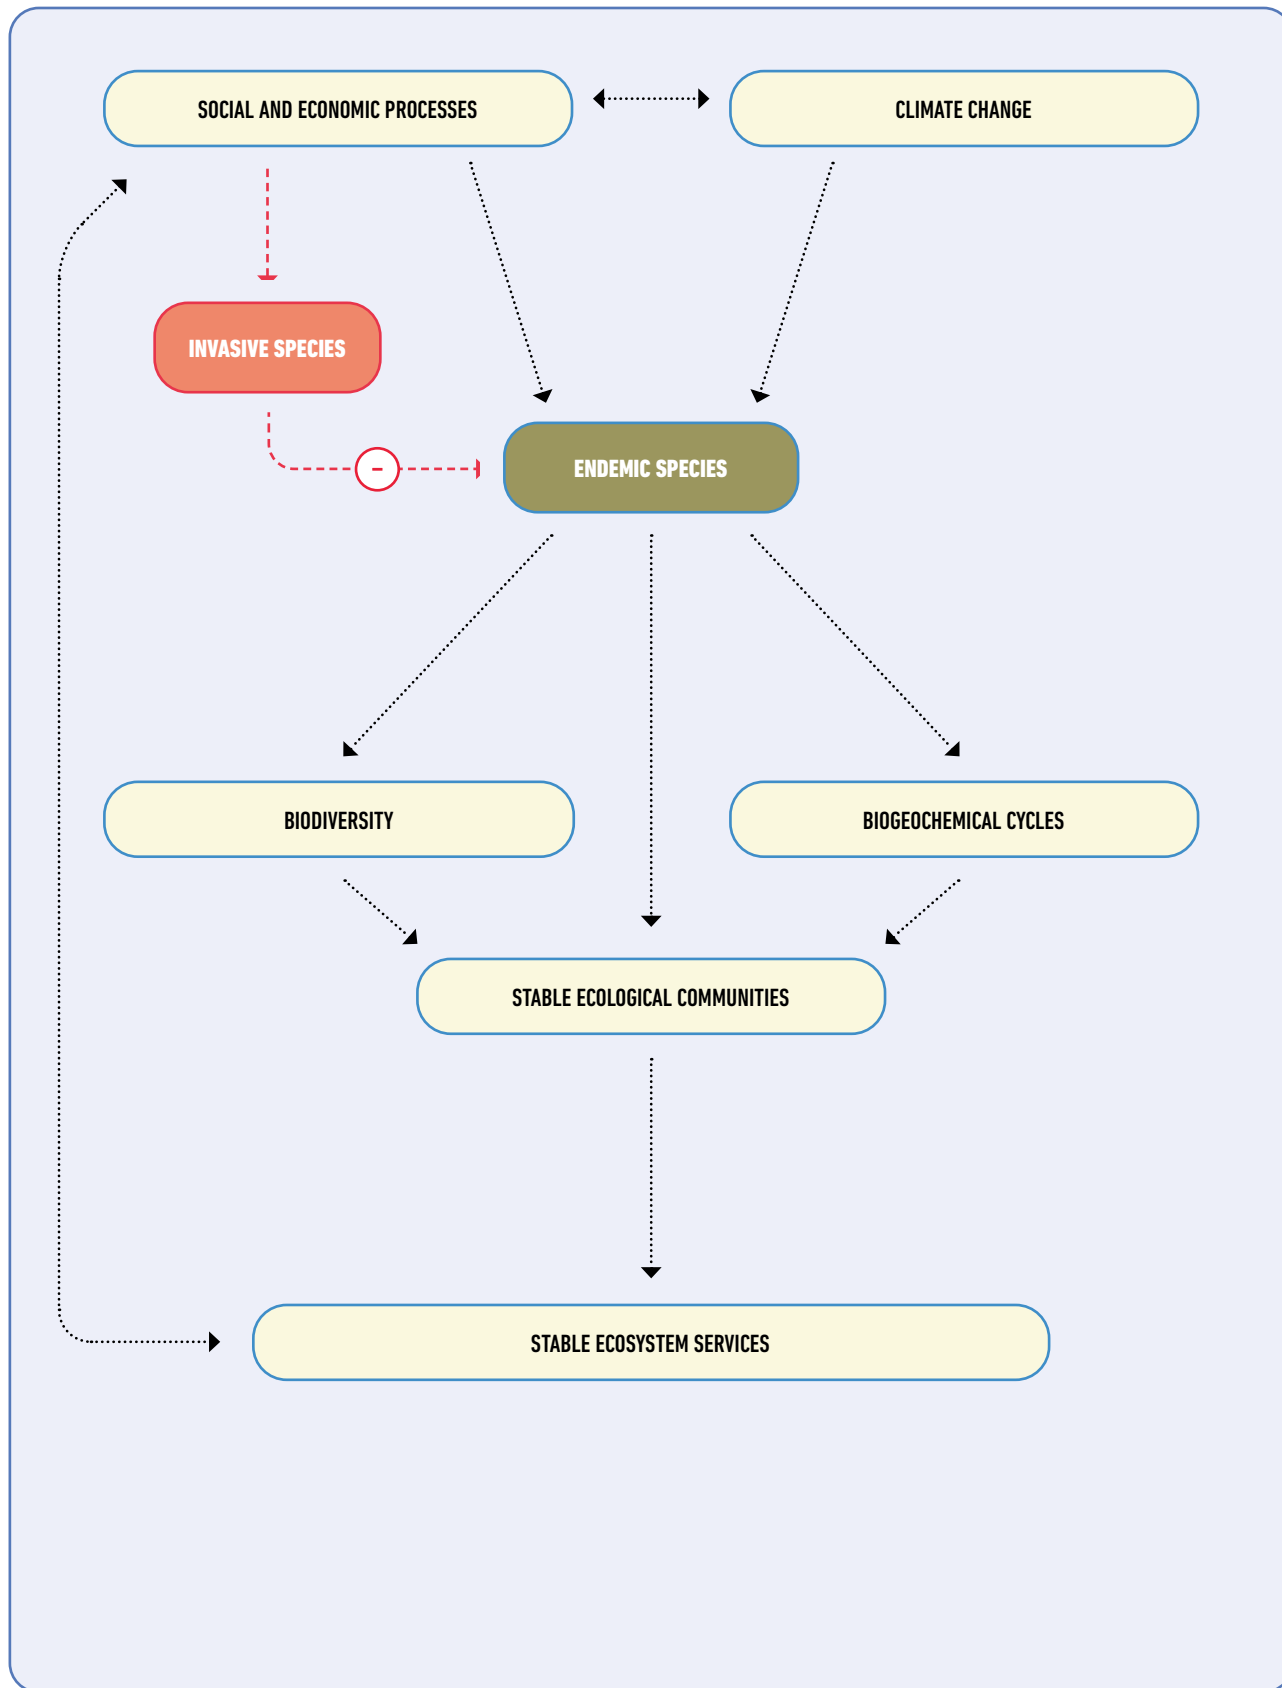 SOCIAL AND ECONOMIC PROCESSES
CLIMATE CHANGE
INVASIVE SPECIES
-
ENDEMIC SPECIES
BIODIVERSITY
BIOGEOCHEMICAL CYCLES
STABLE ECOLOGICAL COMMUNITIES
STABLE ECOSYSTEM SERVICES